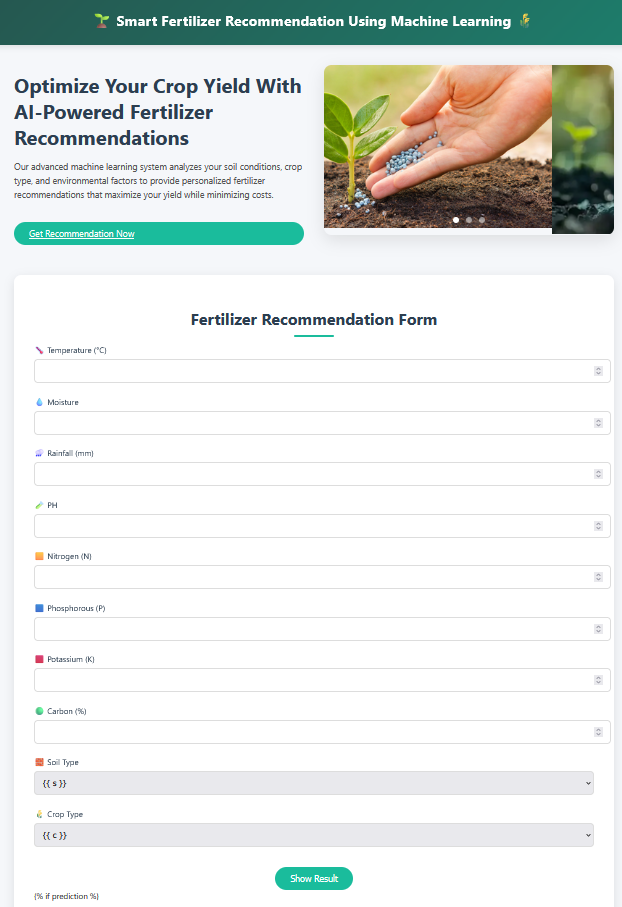 Smart Fertilizer Recommendation Using Machine Learning
Optimize Your Crop Yield With
AI-Powered Fertilizer
Recommendations
Our advanced machine learning system analyzes your soil conditions, crop
type, and environmental factors to provide personalized fertilizer
recommendations that maximize your yield while minimizing costs.
Get Recommendation Now
Fertilizer Recommendation Form
Temperature (°C)
Moisture
Rainfall (mm)
PH
Nitrogen (N)
Phosphorous (P)
Potassium (K)
Carbon (%)
Soil Type
{{ s }}
Crop Type
{{ c }}
Show Result
{% if prediction %}